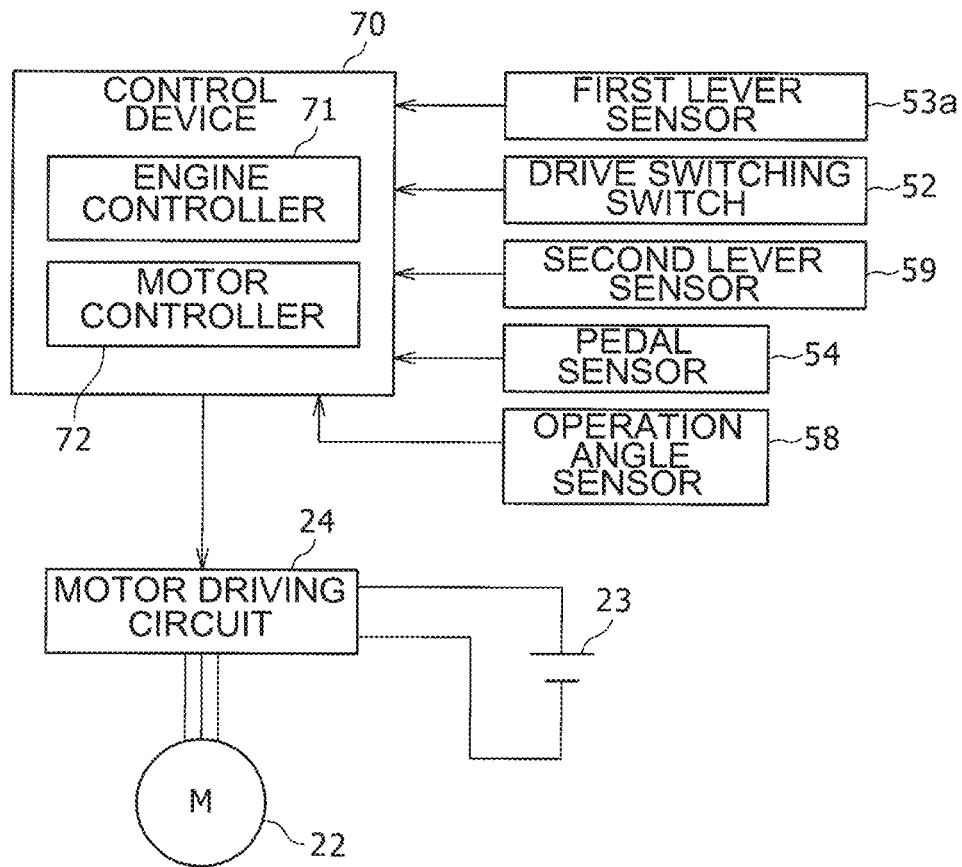 70
CONTROL
DEVICE
71
ENGINE
CONTROLLER
MOTOR
CONTROLLER
72
FIRST LEVER
SENSOR
53a
DRIVE SWITCHING
SWITCH
52
SECOND LEVER
SENSOR
59
PEDAL
SENSOR
54
OPERATION
ANGLE
SENSOR
58
24
MOTOR DRIVING
CIRCUIT
23
M
22